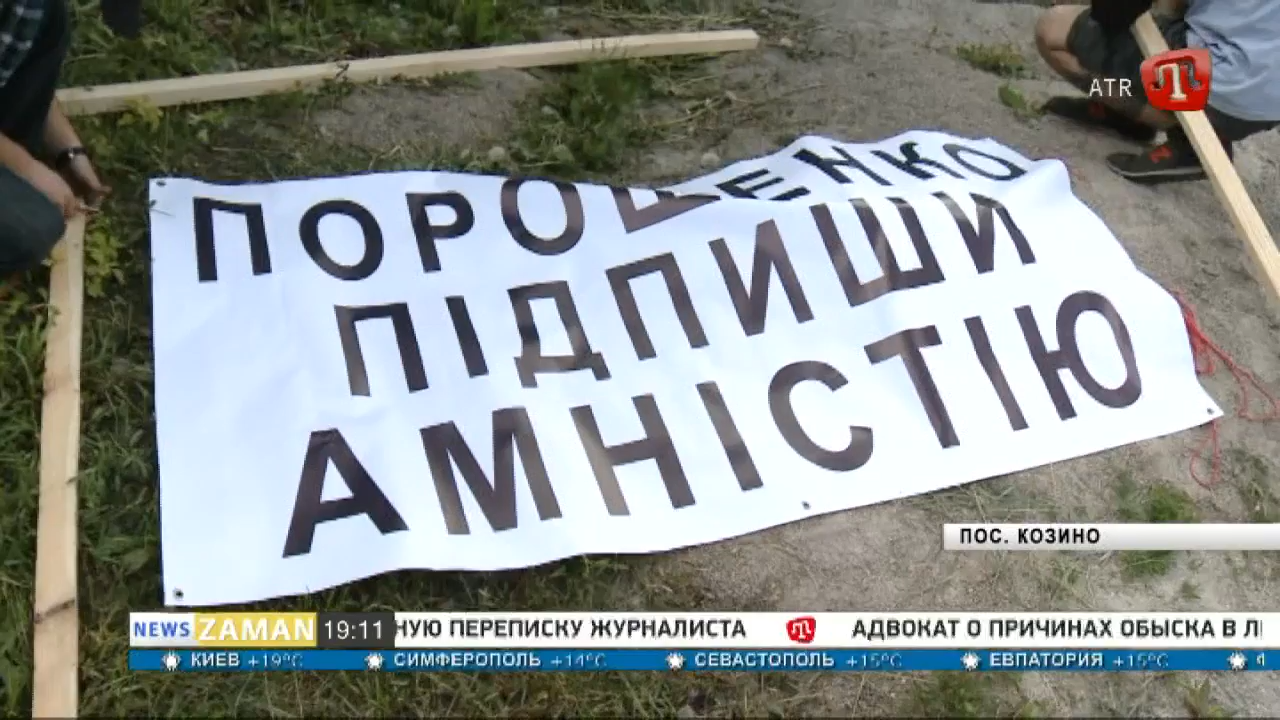 ATR
ПОРОШЕНКО
ПІДПИШИ
АМНІСТІЮ
ПОС. КОЗИНО
NEWS ZAMAN 19:11 НУЮ ПЕРЕПИСКУ ЖУРНАЛИСТА АДВОКАТ О ПРИЧИНАХ ОБЫСКА В
КИЕВ +19°C СИМФЕРОПОЛЬ +14°C СЕВАСТОПОЛЬ +15°C ЕВПАТОРИЯ +15°C